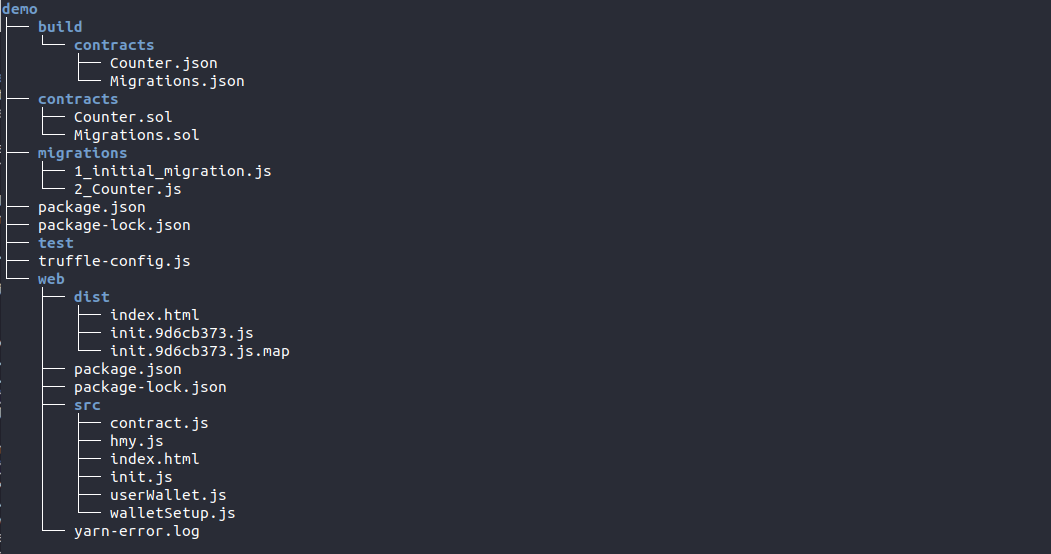 demo
├── build
│   └── contracts
│       ├── Counter.json
│       └── Migrations.json
├── contracts
│   ├── Counter.sol
│   └── Migrations.sol
├── migrations
│   ├── 1_initial_migration.js
│   └── 2_Counter.js
├── package.json
├── package-lock.json
├── test
├── truffle-config.js
└── web
    ├── dist
    │   ├── index.html
    │   ├── init.9d6cb373.js
    │   └── init.9d6cb373.js.map
    ├── package.json
    ├── package-lock.json
    ├── src
    │   ├── contract.js
    │   ├── hmy.js
    │   ├── index.html
    │   ├── init.js
    │   ├── userWallet.js
    │   └── walletSetup.js
    └── yarn-error.log